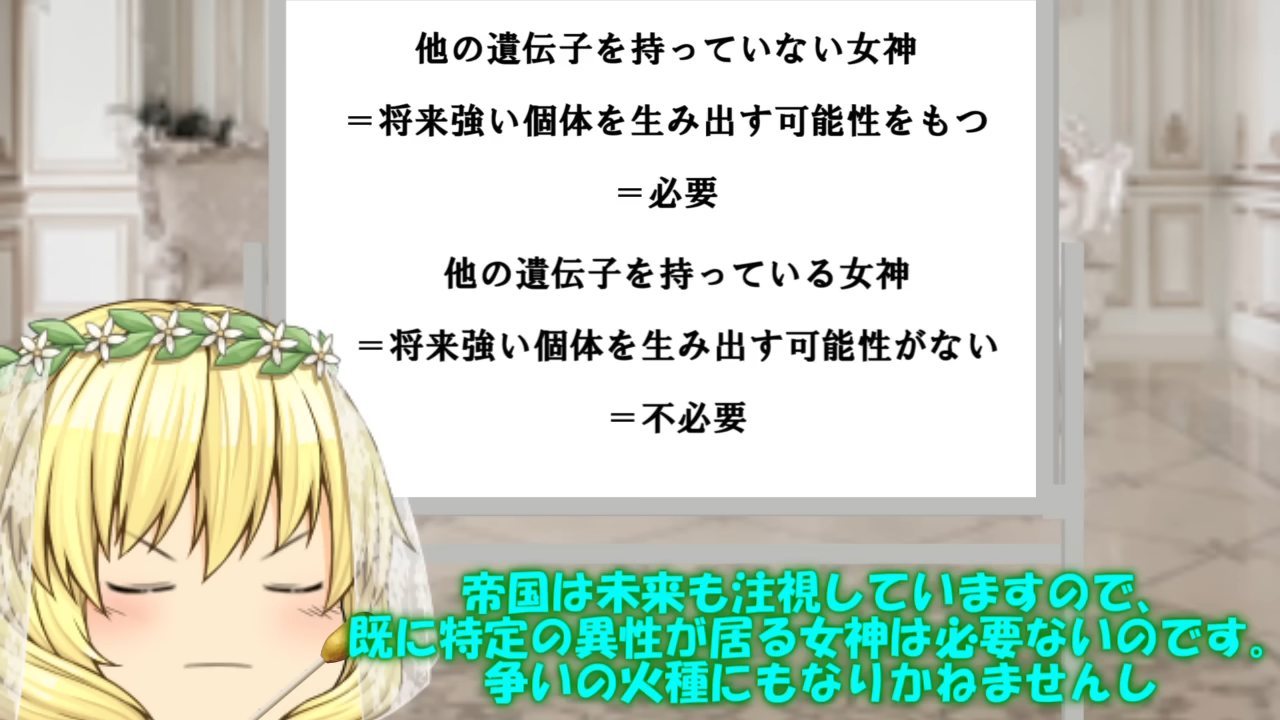 他の遺伝子を持っていない女神
＝将来強い個体を生み出す可能性をもつ
＝必要
他の遺伝子を持っている女神
＝将来強い個体を生み出す可能性がない
＝不必要
帝国は未来も注視していますので、
既に特定の異性が居る女神は必要ないのです。
争いの火種にもなりかねませんし